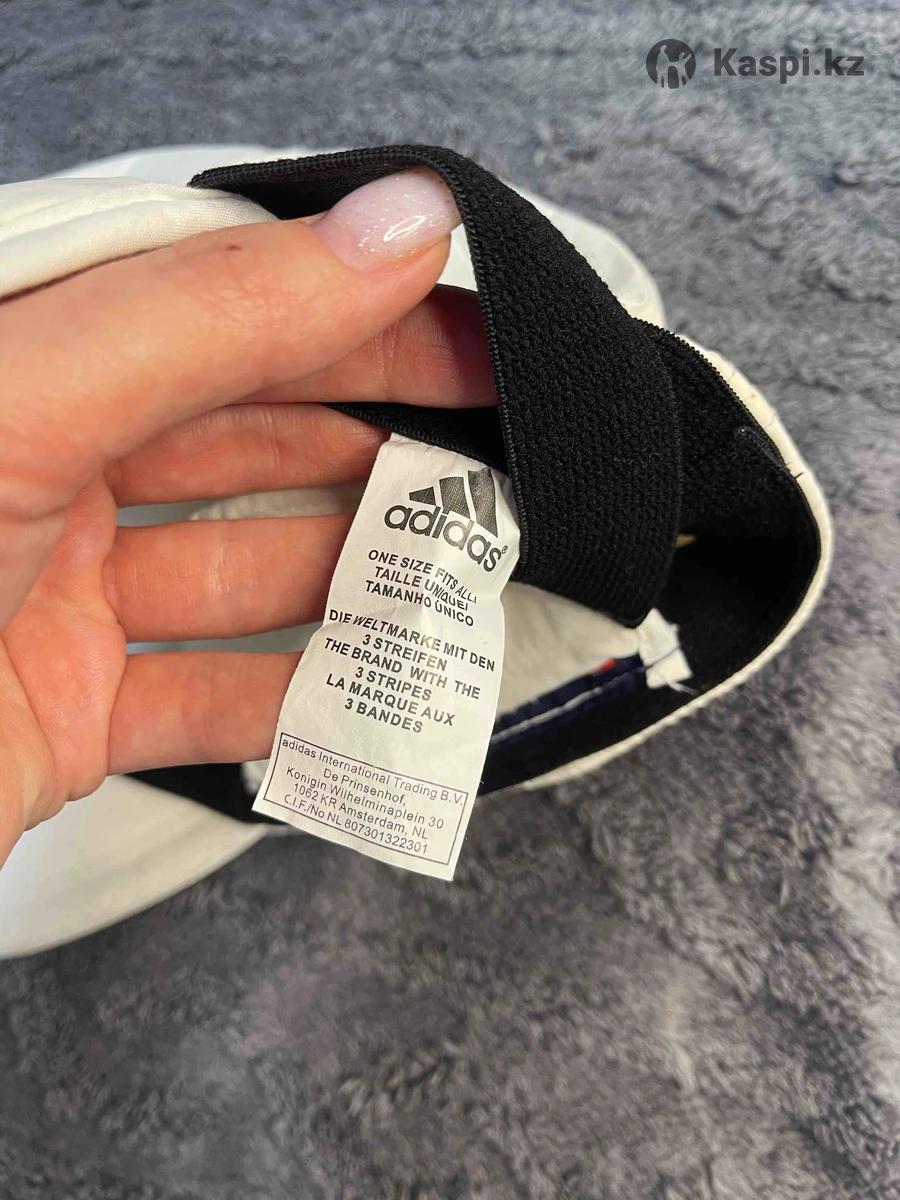 Kaspi.kz
adidas®
ONE SIZE FITS ALL!
TAILLE UNIQUE!
TAMANHO ÚNICO
DIE WELTMARKE MIT DEN
3 STREIFEN
THE BRAND WITH THE
3 STRIPES
LA MARQUE AUX
3 BANDES
adidas International Trading B.V.
De Prinsenhof,
Konigin Wilhelminaplein 30
1062 KR Amsterdam, NL
C.I.F./No NL 807301322301